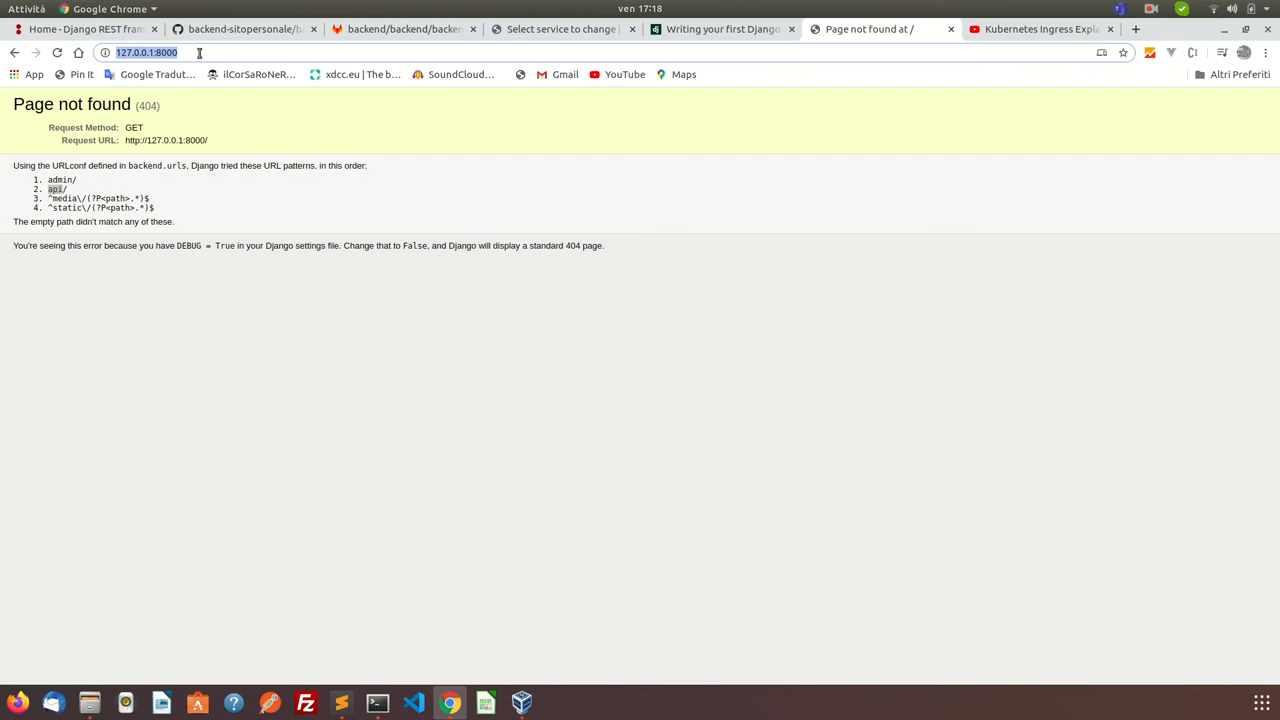 Attività
Google Chrome
ven 17:18
Home - Django REST fram
backend-sitopersonale/ba
backend/backend/backen
Select service to change |
Writing your first Django
Page not found at /
Kubernetes Ingress Expla
127.0.0.1:8000
App
Pin It
Google Tradut…
ilCorSaRoNeR…
xdcc.eu | The b…
SoundCloud…
Gmail
YouTube
Maps
Altri Preferiti
Page not found (404)
Request Method: GET
Request URL: http://127.0.0.1:8000/
Using the URLconf defined in backend.urls, Django tried these URL patterns, in this order:
1. admin/
2. api/
3. ^media\/(?P<path>.*)$
4. ^static\/(?P<path>.*)$
The empty path didn't match any of these.
You're seeing this error because you have DEBUG = True in your Django settings file. Change that to False, and Django will display a standard 404 page.